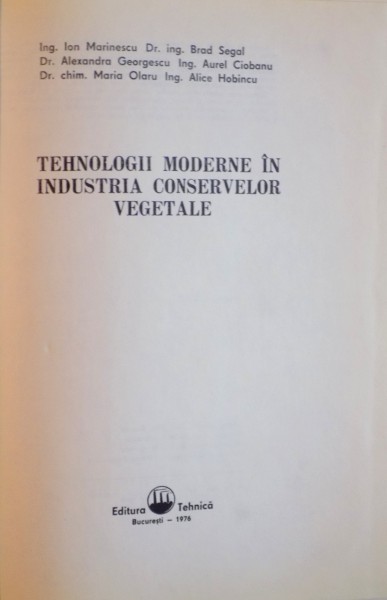 Ing. Ion Marinescu Dr. ing. Brad Segal
Dr. Alexandra Georgescu Ing. Aurel Ciobanu
Dr. chim. Maria Olaru Ing. Alice Hobincu
TEHNOLOGII MODERNE ÎN
INDUSTRIA CONSERVELOR
VEGETALE
Editura Tehnică
București — 1976